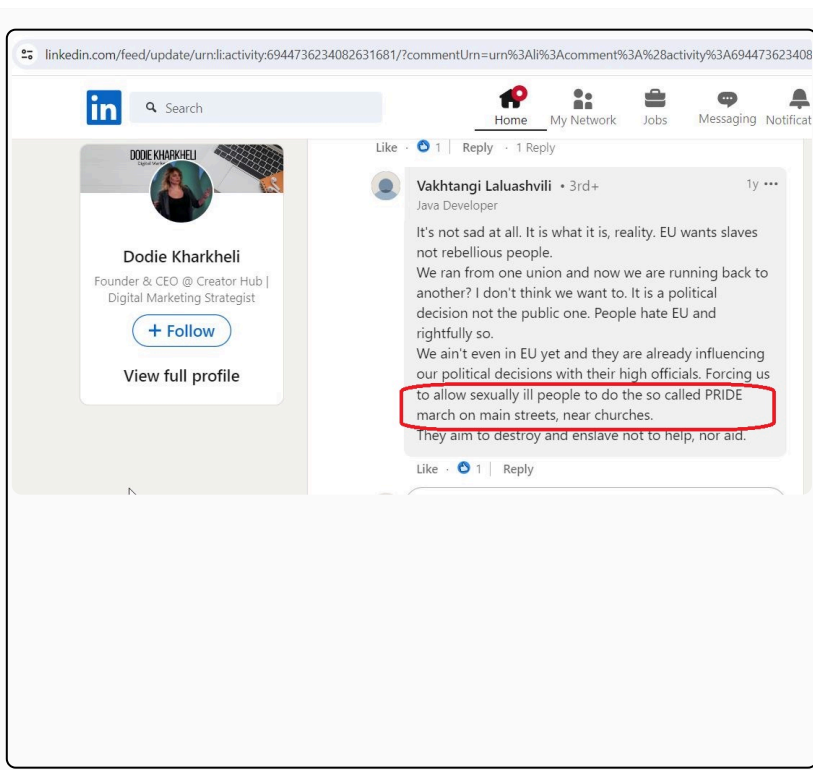 linkedin.com/feed/update/urn:li:activity:6944736234082631681/?commentUrn=urn%3Ali%3Acomment%3A%28activity%3A694473623408
in
Search
Home
My Network
Jobs
Messaging
Notificat
Like · 1 | Reply · 1 Reply
DODIE KHARKHELI
Dodie Kharkheli
Founder & CEO @ Creator Hub |
Digital Marketing Strategist
+ Follow
View full profile
Vakhtangi Laluashvili • 3rd+
1y •••
Java Developer
It's not sad at all. It is what it is, reality. EU wants slaves
not rebellious people.
We ran from one union and now we are running back to
another? I don't think we want to. It is a political
decision not the public one. People hate EU and
rightfully so.
We ain't even in EU yet and they are already influencing
our political decisions with their high officials. Forcing us
to allow sexually ill people to do the so called PRIDE
march on main streets, near churches.
They aim to destroy and enslave not to help, nor aid.
Like · 1 | Reply